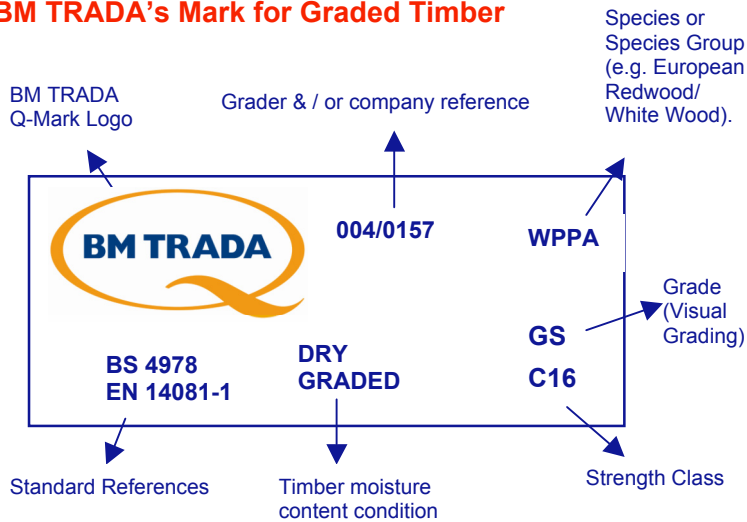 BM TRADA's Mark for Graded Timber
Species or
Species Group
(e.g. European
Redwood/
White Wood).
BM TRADA
Q-Mark Logo
Grader & / or company reference
BM TRADA
004/0157
WPPA
Grade
(Visual
Grading)
GS
C16
BS 4978
EN 14081-1
DRY
GRADED
Standard References
Timber moisture
content condition
Strength Class